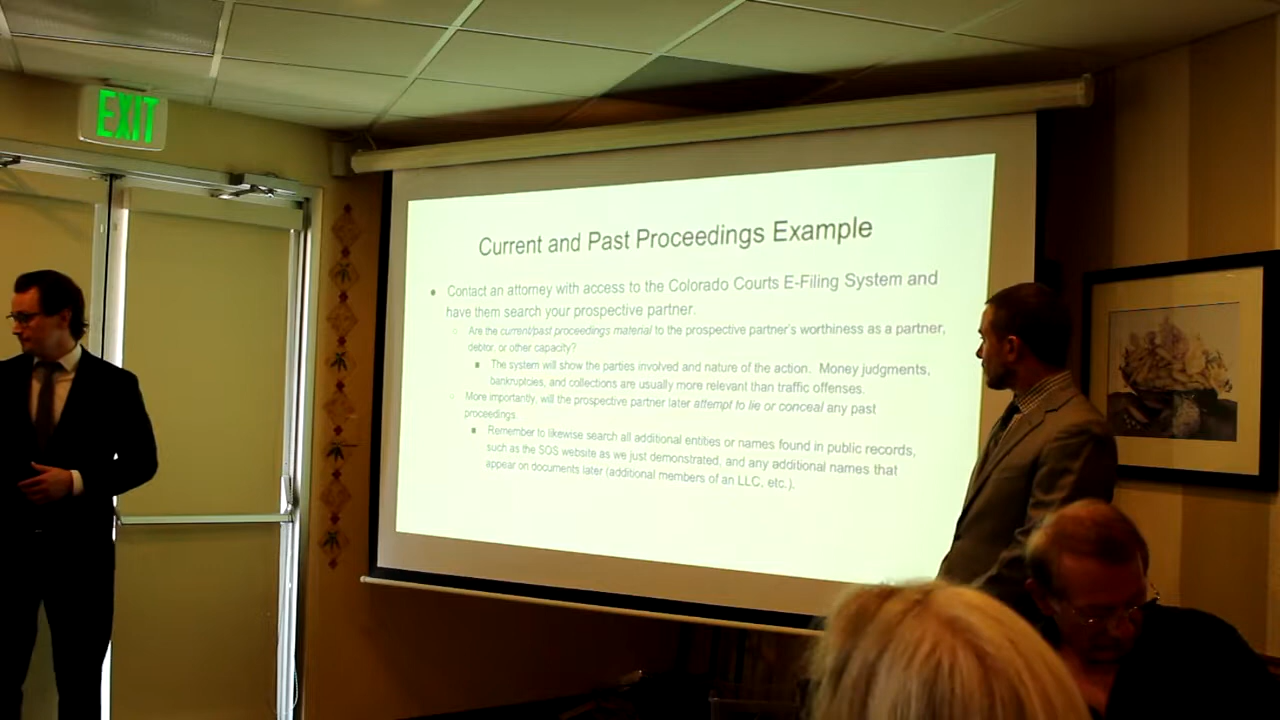 EXIT
Current and Past Proceedings Example
● Contact an attorney with access to the Colorado Courts E-Filing System and
have them search your prospective partner.
○ Are the current/past proceedings material to the prospective partner's worthiness as a partner,
debtor, or other capacity?
■ The system will show the parties involved and nature of the action. Money judgments,
bankruptcies, and collections are usually more relevant than traffic offenses.
○ More importantly, will the prospective partner later attempt to lie or conceal any past
proceedings.
■ Remember to likewise search all additional entities or names found in public records,
such as the SOS website as we just demonstrated, and any additional names that
appear on documents later (additional members of an LLC, etc.).